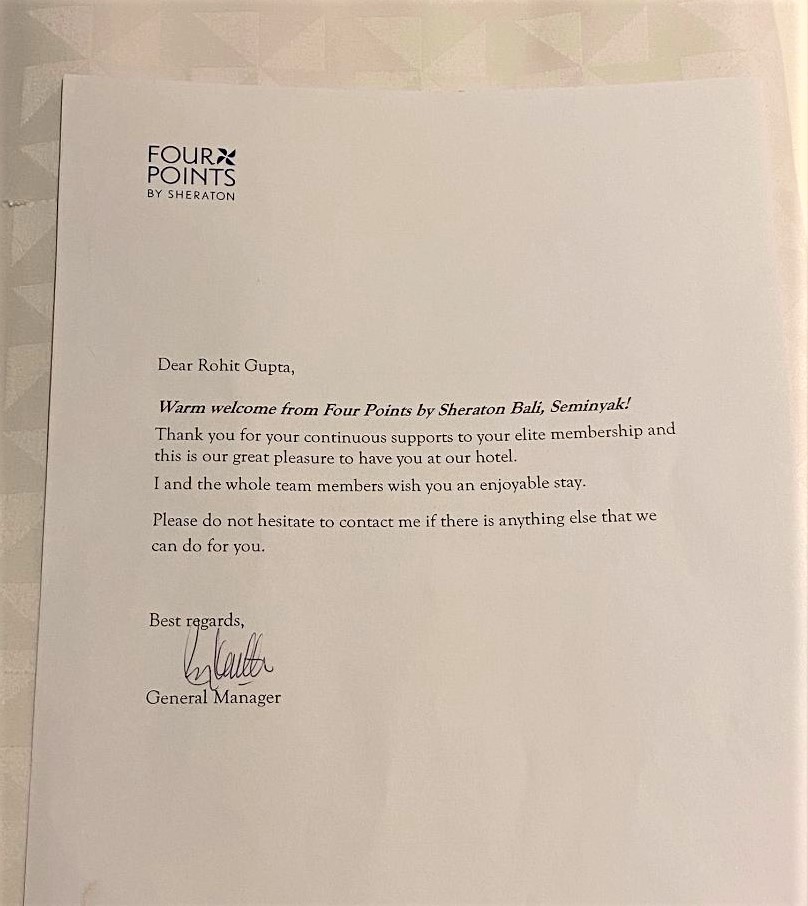 FOUR
POINTS
BY SHERATON
Dear Rohit Gupta,
Warm welcome from Four Points by Sheraton Bali, Seminyak!
Thank you for your continuous supports to your elite membership and
this is our great pleasure to have you at our hotel.
I and the whole team members wish you an enjoyable stay.
Please do not hesitate to contact me if there is anything else that we
can do for you.
Best regards,
General Manager